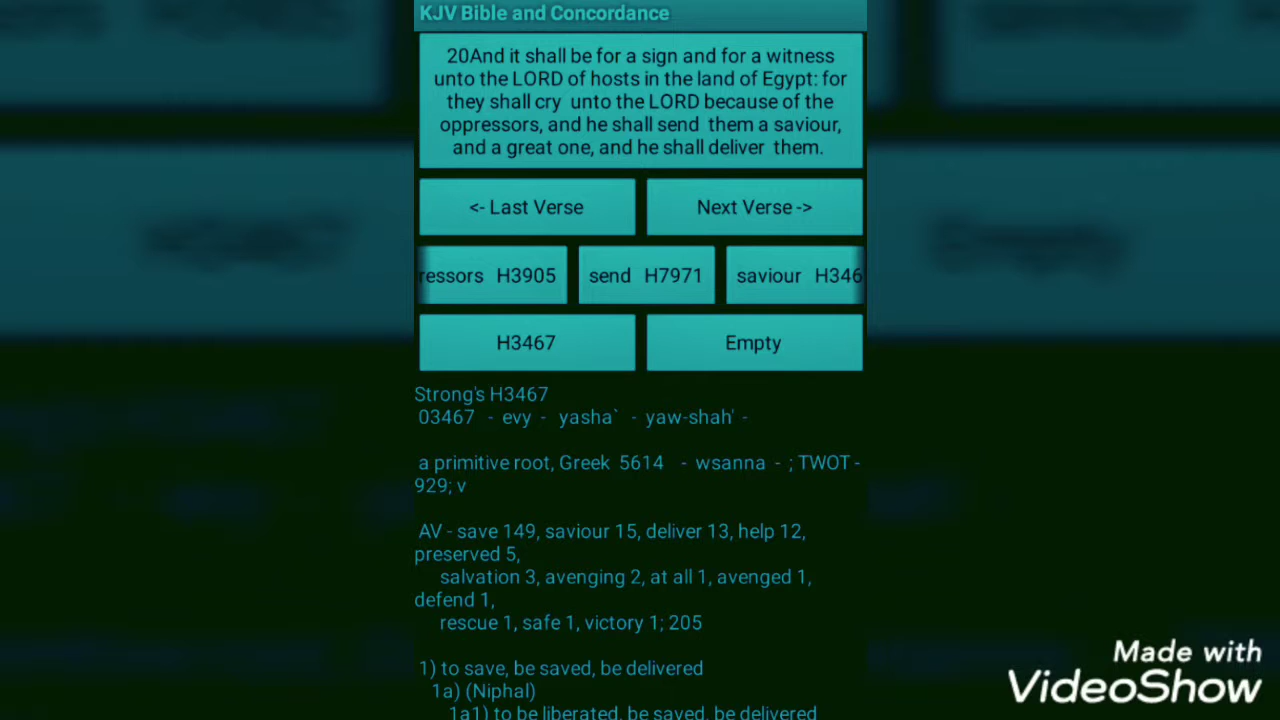 KJV Bible and Concordance
20And it shall be for a sign and for a witness
unto the LORD of hosts in the land of Egypt: for
they shall cry  unto the LORD because of the
oppressors, and he shall send  them a saviour,
and a great one, and he shall deliver  them.
<- Last Verse
Next Verse ->
ressors H3905
send H7971
saviour H346
H3467
Empty
Strong's H3467
03467 - evy - yasha` - yaw-shah' -
a primitive root, Greek 5614 - wsanna - ; TWOT -
929; v
AV - save 149, saviour 15, deliver 13, help 12,
preserved 5,
salvation 3, avenging 2, at all 1, avenged 1,
defend 1,
rescue 1, safe 1, victory 1; 205
1) to save, be saved, be delivered
1a) (Niphal)
1a1) to be liberated, be saved, be delivered
Made with
VideoShow